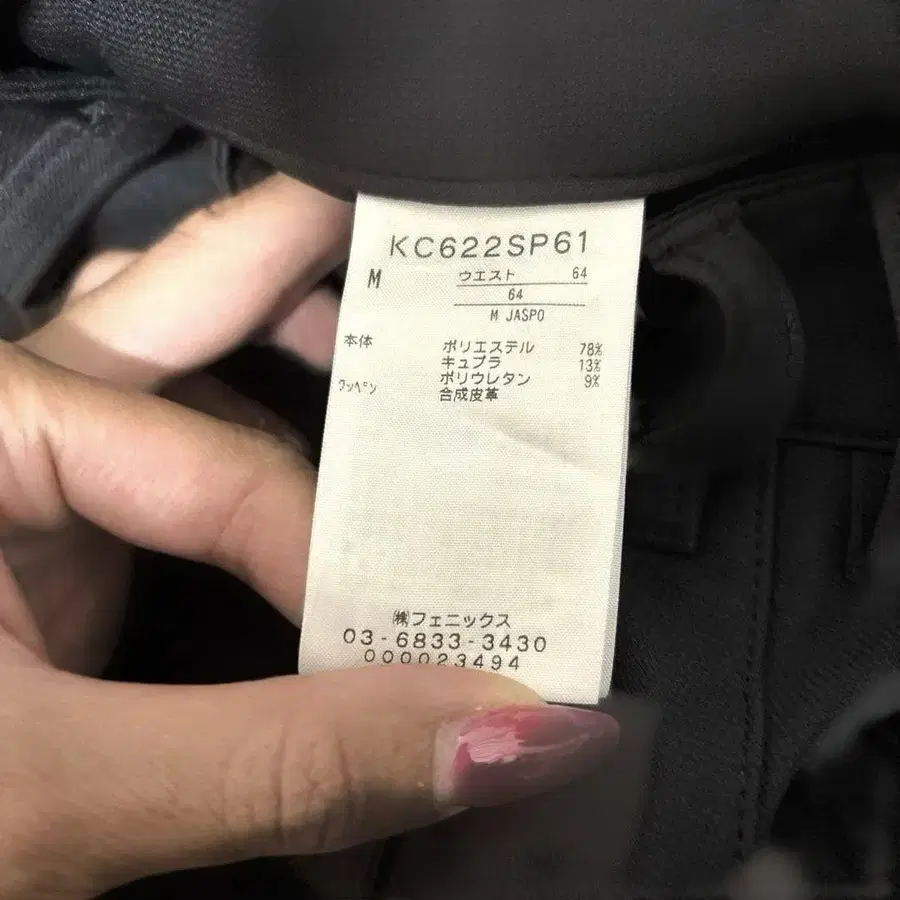 KC622SP61
M ウエスト 64
64
M JASPO
本体 ポリエステル 78%
キュプラ 13%
ポリウレタン 9%
ワッペン 合成皮革
㈱フェニックス
03-6833-3430
000023494